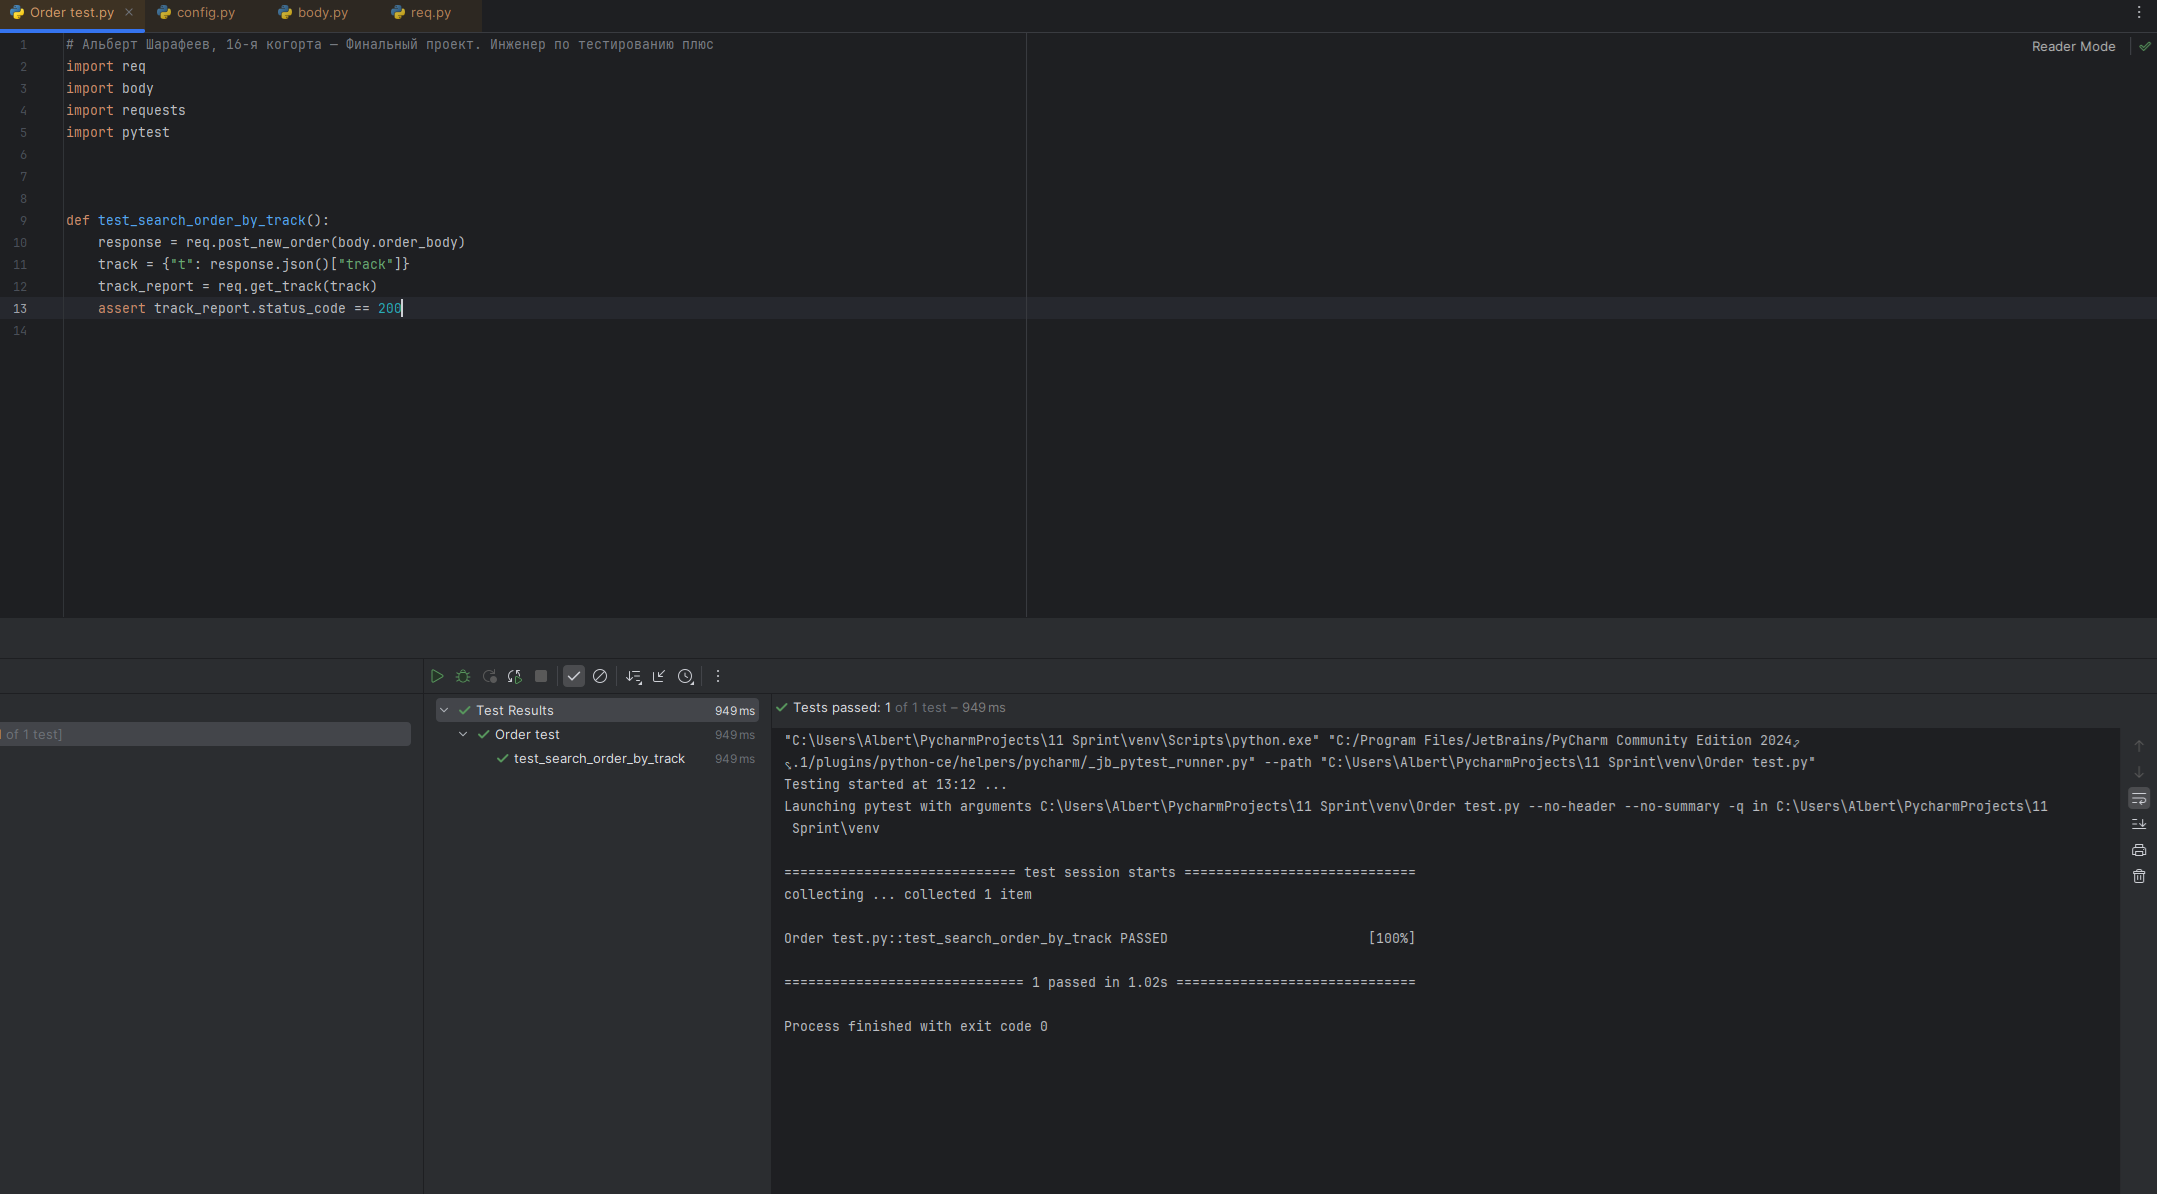 Order test.py
config.py
body.py
req.py
Reader Mode
1 # Альберт Шарафеев, 16-я когорта — Финальный проект. Инженер по тестированию плюс
2 import req
3 import body
4 import requests
5 import pytest
6
7
8
9 def test_search_order_by_track():
10 response = req.post_new_order(body.order_body)
11 track = {"t": response.json()["track"]}
12 track_report = req.get_track(track)
13 assert track_report.status_code == 200
14
of 1 test]
Test Results 949 ms
Order test 949 ms
test_search_order_by_track 949 ms
Tests passed: 1 of 1 test – 949 ms
"C:\Users\Albert\PycharmProjects\11 Sprint\venv\Scripts\python.exe" "C:/Program Files/JetBrains/PyCharm Community Edition 2024
.1/plugins/python-ce/helpers/pycharm/_jb_pytest_runner.py" --path "C:\Users\Albert\PycharmProjects\11 Sprint\venv\Order test.py"
Testing started at 13:12 ...
Launching pytest with arguments C:\Users\Albert\PycharmProjects\11 Sprint\venv\Order test.py --no-header --no-summary -q in C:\Users\Albert\PycharmProjects\11
Sprint\venv
============================= test session starts =============================
collecting ... collected 1 item
Order test.py::test_search_order_by_track PASSED [100%]
============================== 1 passed in 1.02s ==============================
Process finished with exit code 0